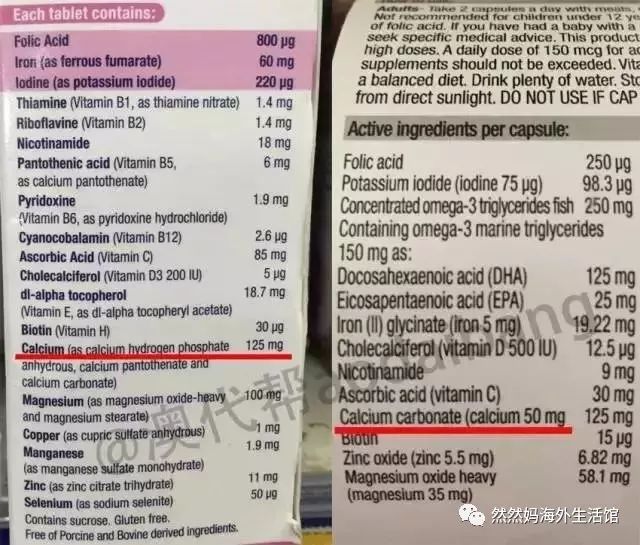 Each tablet contains:
Folic Acid 800 µg
Iron (as ferrous fumarate) 60 mg
Iodine (as potassium iodide) 220 µg
Thiamine (Vitamin B1, as thiamine nitrate) 1.4 mg
Riboflavine (Vitamin B2) 1.4 mg
Nicotinamide 18 mg
Pantothenic acid (Vitamin B5, 6 mg
as calcium pantothenate)
Pyridoxine 1.9 mg
(Vitamin B6, as pyridoxine hydrochloride)
Cyanocobalamin (Vitamin B12) 2.6 µg
Ascorbic Acid (Vitamin C) 85 mg
Cholecalciferol (Vitamin D3 200 IU) 5 µg
dl-alpha tocopherol 18.7 mg
(Vitamin E, as dl-alpha tocopheryl acetate)
Biotin (Vitamin H) 30 µg
Calcium (as calcium hydrogen phosphate 125 mg
anhydrous, calcium pantothenate and
calcium carbonate)
Magnesium (as magnesium oxide-heavy 100 mg
and magnesium stearate)
Copper (as cupric sulfate anhydrous) 1 mg
Manganese 1.9 mg
(as manganese sulfate monohydrate)
Zinc (as zinc citrate trihydrate) 11 mg
Selenium (as sodium selenite) 50 µg
Contains sucrose. Gluten free.
Free of Porcine and Bovine derived ingredients.
Adults- Take 2 capsules a day with meals,
Not recommended for children under 12 ye
of folic acid. If you have had a baby with a
seek specific medical advice. This product
high doses. A daily dose of 150 mcg for a
supplements should not be exceeded. Vita
a balanced diet. Drink plenty of water. Sto
from direct sunlight. DO NOT USE IF CAP
Active ingredients per capsule:
Folic acid 250 µg
Potassium iodide (iodine 75 µg) 98.3 µg
Concentrated omega-3 triglycerides fish 250 mg
Containing omega-3 marine triglycerides
150 mg as:
Docosahexaenoic acid (DHA) 125 mg
Eicosapentaenoic acid (EPA) 25 mg
Iron (II) glycinate (iron 5 mg) 19.22 mg
Cholecalciferol (vitamin D 500 IU) 12.5 µg
Nicotinamide 9 mg
Ascorbic acid (vitamin C) 30 mg
Calcium carbonate (calcium 50 mg 125 mg
Biotin 15 µg
Zinc oxide (zinc 5.5 mg) 6.82 mg
Magnesium oxide heavy 58.1 mg
(magnesium 35 mg)
@澳代帮
然然妈海外生活馆